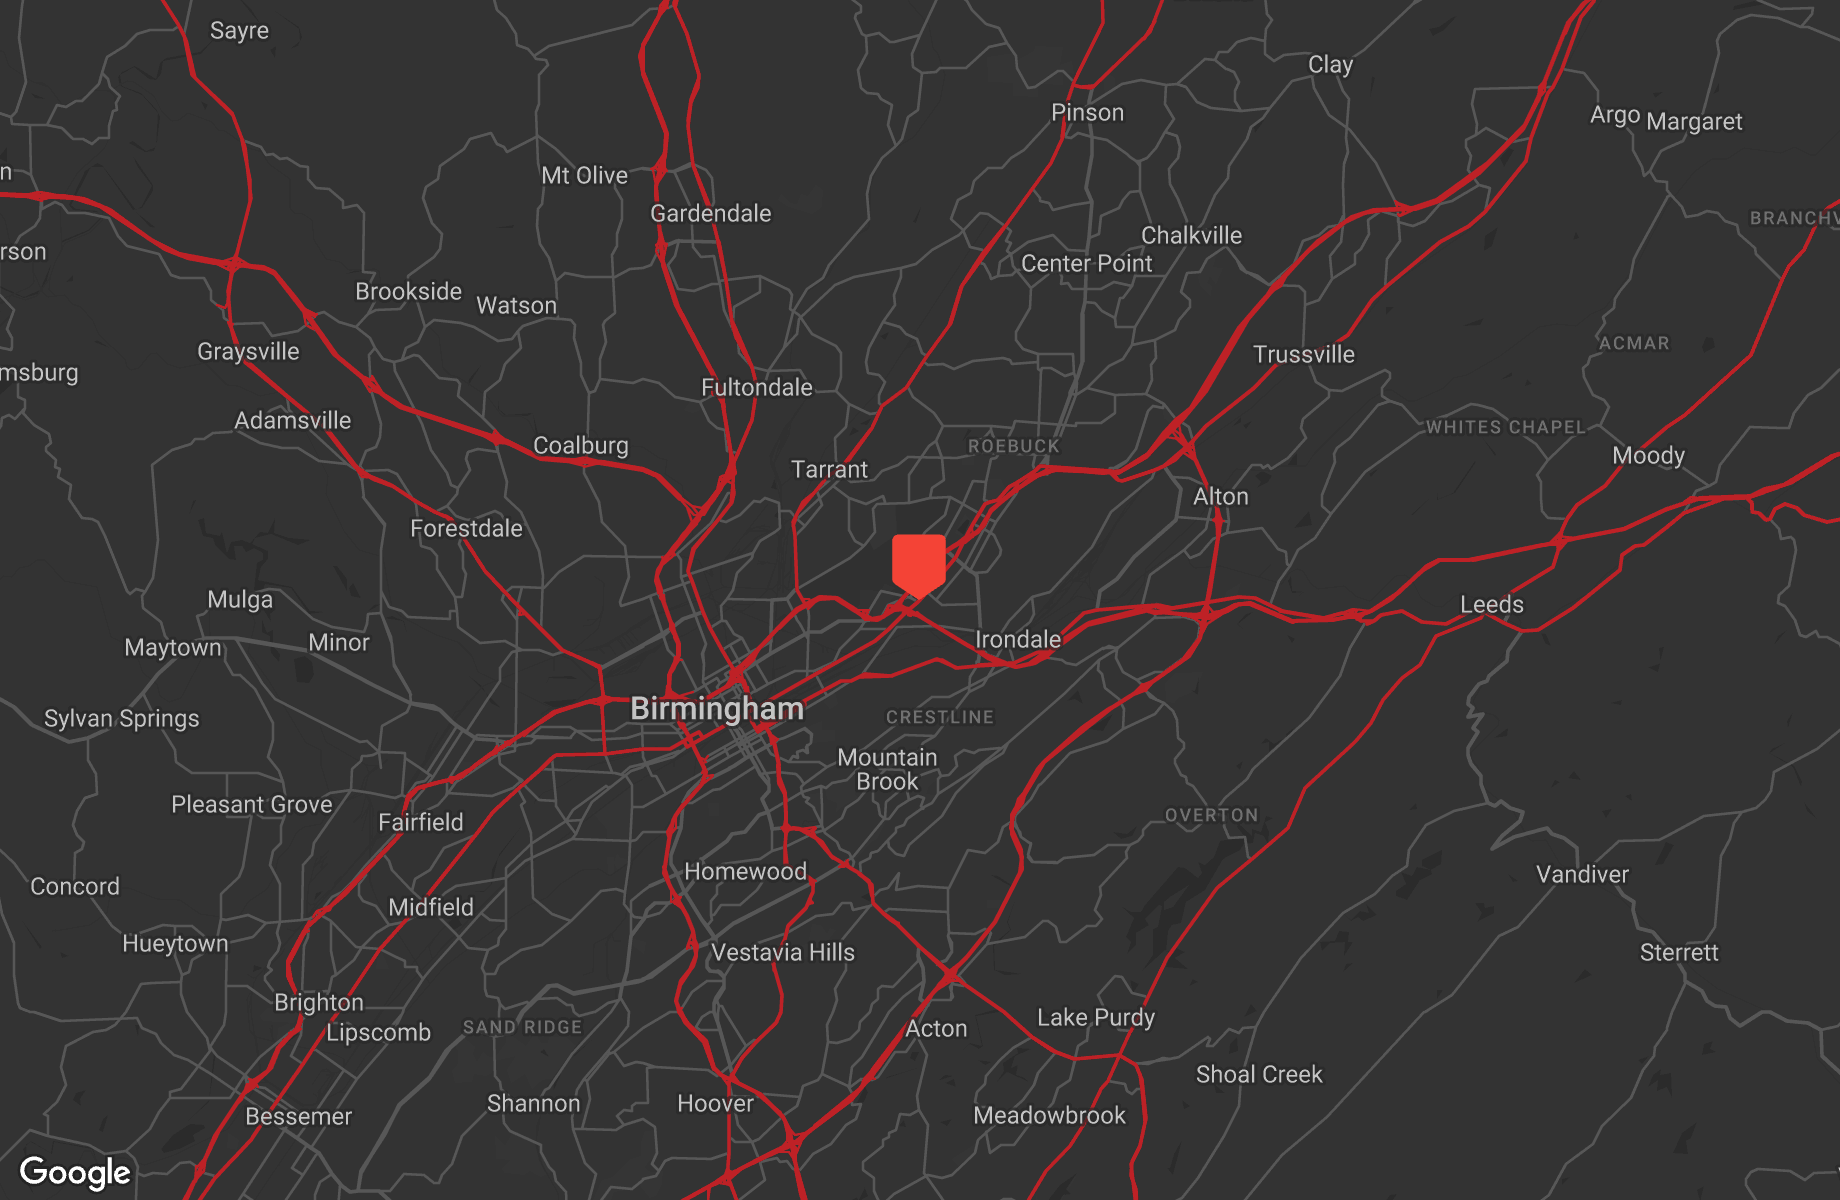 Sayre
Clay
Pinson
Argo
Margaret
n
Mt Olive
Gardendale
BRANCHV
Chalkville
rson
Center Point
Brookside
Watson
Graysville
ACMAR
Trussville
msburg
Fultondale
Adamsville
WHITES CHAPEL
Coalburg
ROEBUCK
Moody
Tarrant
Alton
Forestdale
Mulga
Leeds
Minor
Irondale
Maytown
Birmingham
Sylvan Springs
CRESTLINE
Mountain
Brook
Pleasant Grove
OVERTON
Fairfield
Homewood
Vandiver
Concord
Midfield
Hueytown
Vestavia Hills
Sterrett
Brighton
Lake Purdy
SAND RIDGE
Acton
Lipscomb
Shoal Creek
Shannon
Hoover
Bessemer
Meadowbrook
Google